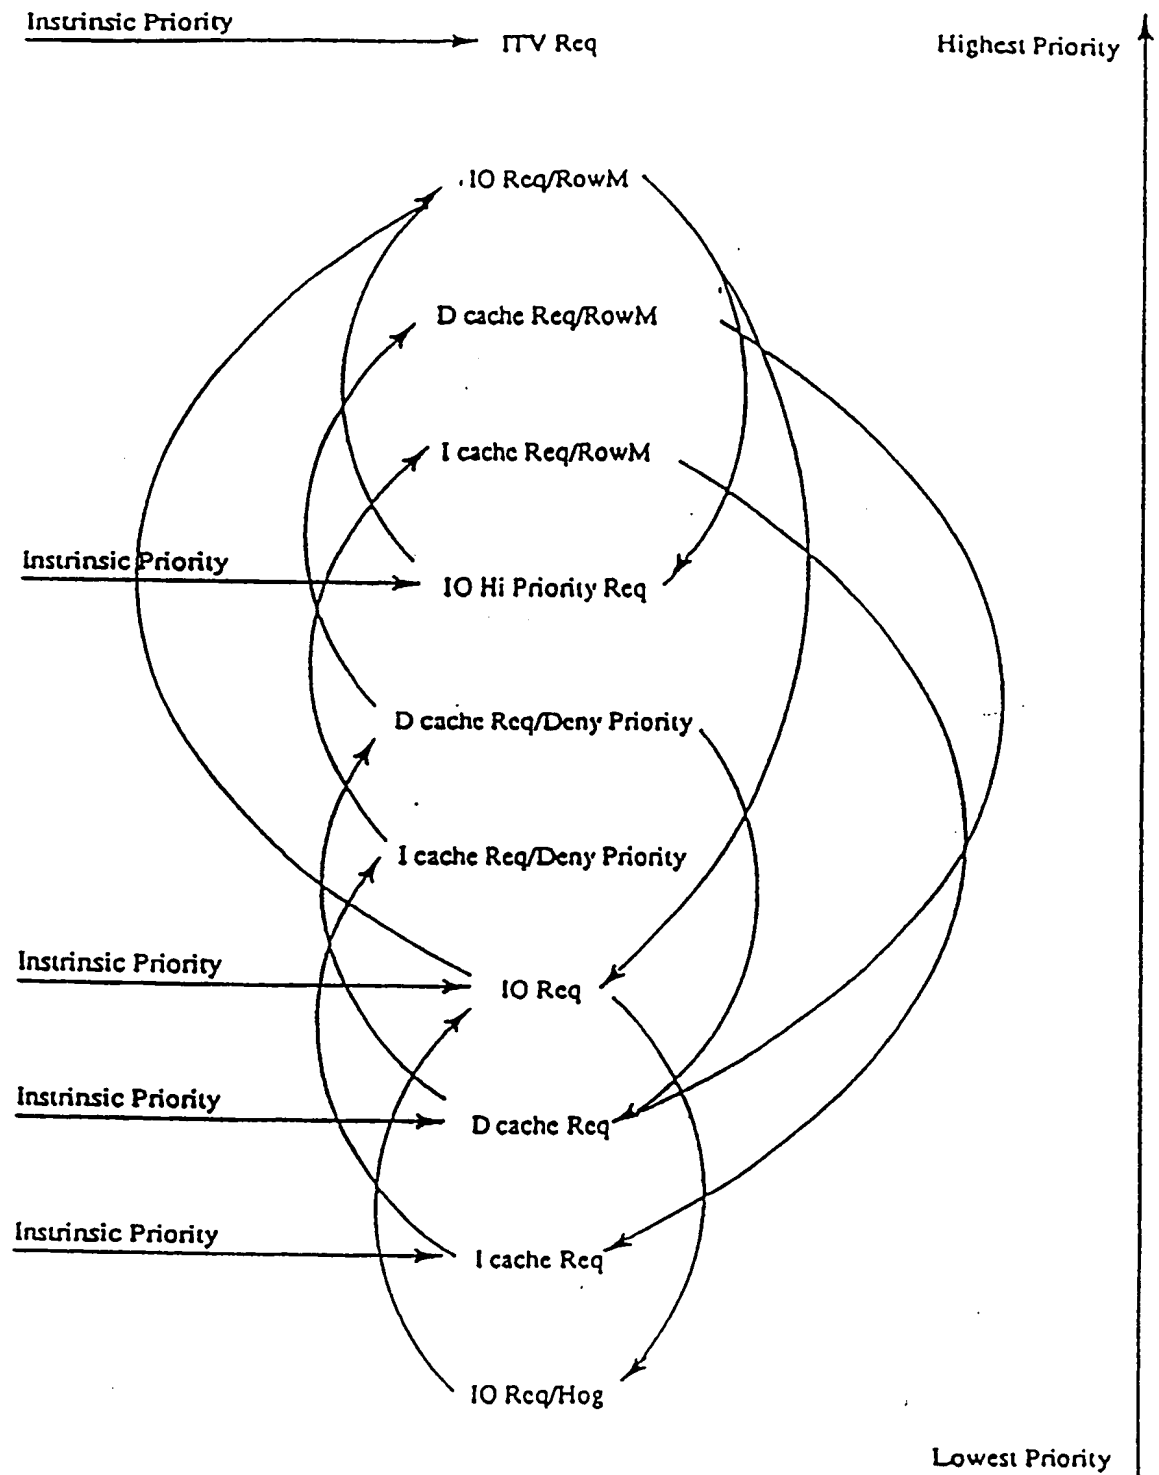 Instrinsic Priority
ITV Req
Highest Priority
IO Req/RowM
D cache Req/RowM
I cache Req/RowM
Instrinsic Priority
IO Hi Priority Req
D cache Req/Deny Priority
I cache Req/Deny Priority
Instrinsic Priority
IO Req
Instrinsic Priority
D cache Req
Instrinsic Priority
I cache Req
IO Req/Hog
Lowest Priority